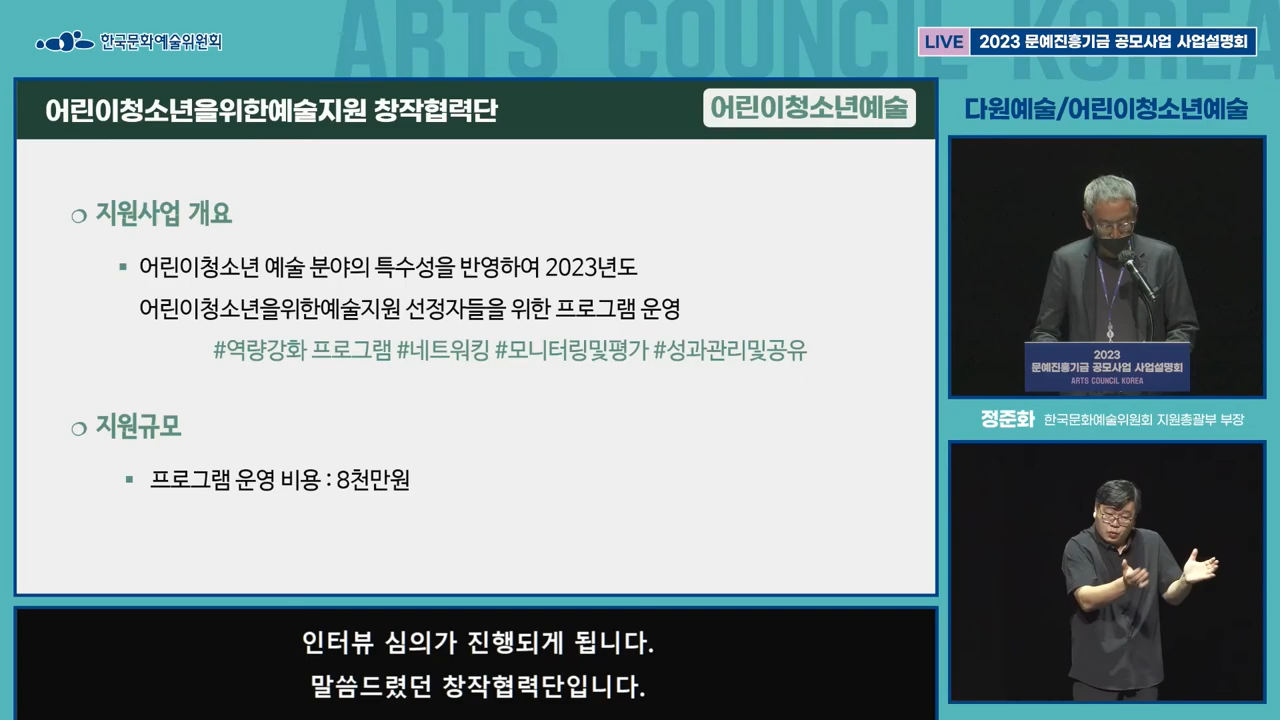 ARTS COUNCIL KOREA
한국문화예술위원회
LIVE 2023 문예진흥기금 공모사업 사업설명회
어린이청소년을위한예술지원 창작협력단
어린이청소년예술
다원예술/어린이청소년예술
❍ 지원사업 개요
▪ 어린이청소년 예술 분야의 특수성을 반영하여 2023년도
어린이청소년을위한예술지원 선정자들을 위한 프로그램 운영
#역량강화 프로그램 #네트워킹 #모니터링및평가 #성과관리및공유
❍ 지원규모
▪ 프로그램 운영 비용 : 8천만원
2023
문예진흥기금 공모사업 사업설명회
ARTS COUNCIL KOREA
정준화 한국문화예술위원회 지원총괄부 부장
인터뷰 심의가 진행되게 됩니다.
말씀드렸던 창작협력단입니다.